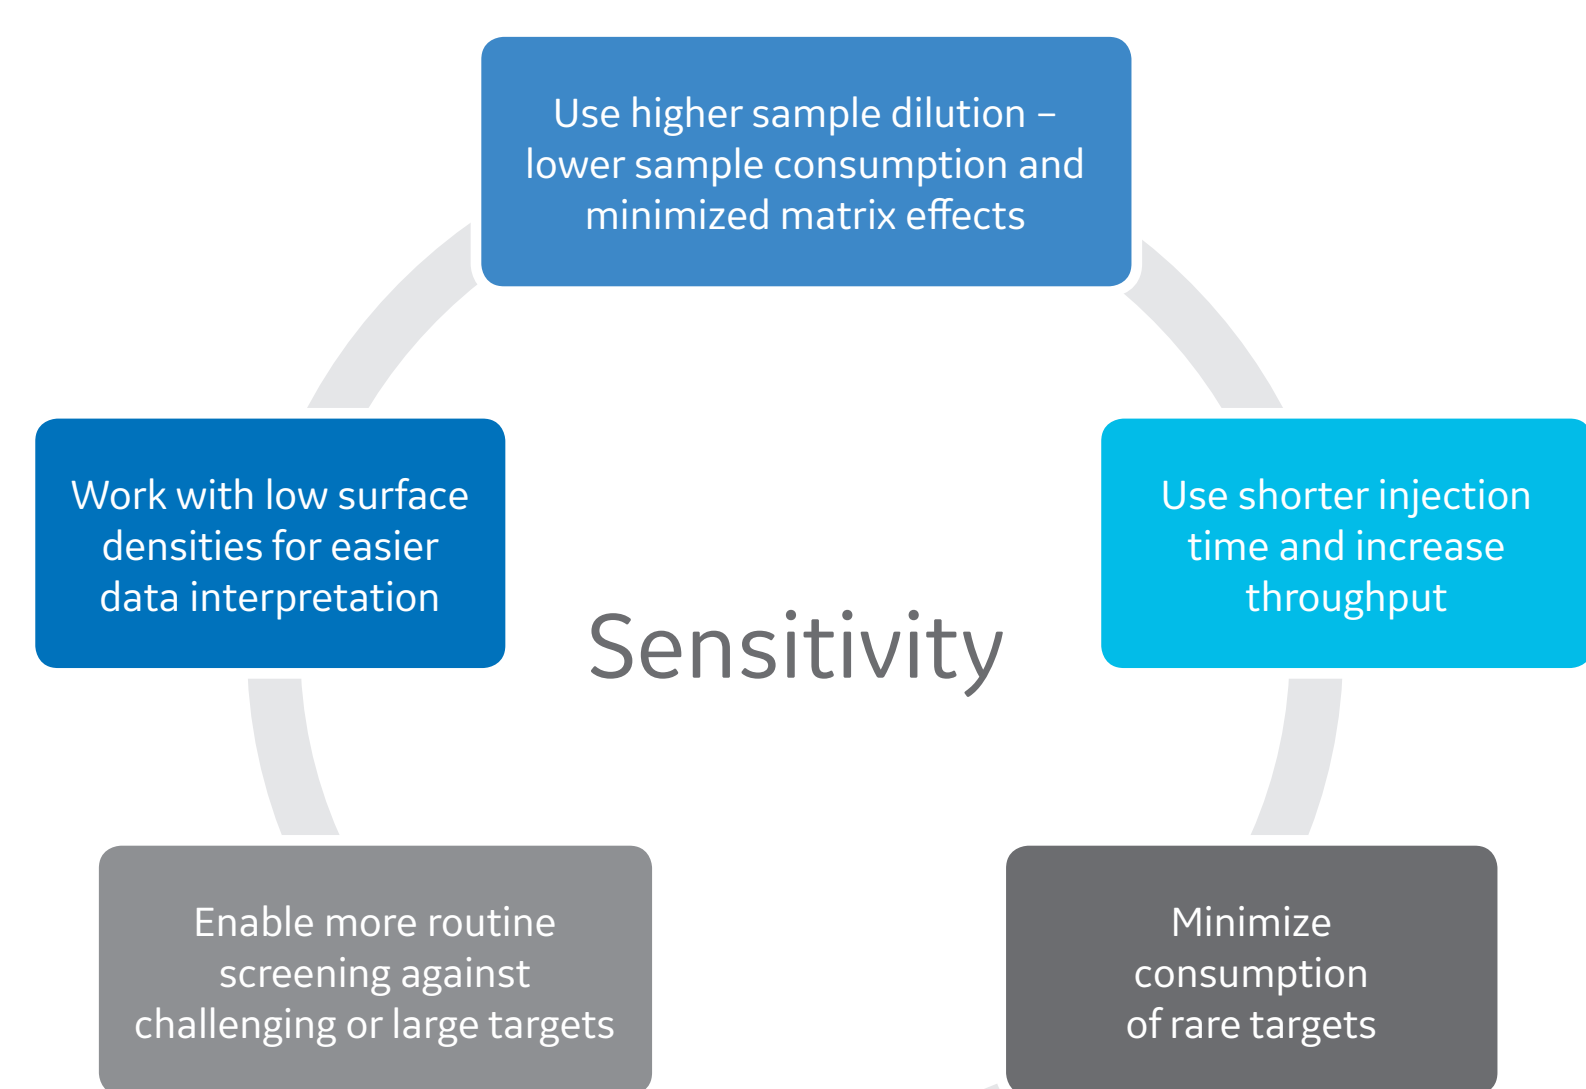 Use higher sample dilution –
lower sample consumption and
minimized matrix effects
Work with low surface
densities for easier
data interpretation
Use shorter injection
time and increase
throughput
Sensitivity
Enable more routine
screening against
challenging or large targets
Minimize
consumption
of rare targets